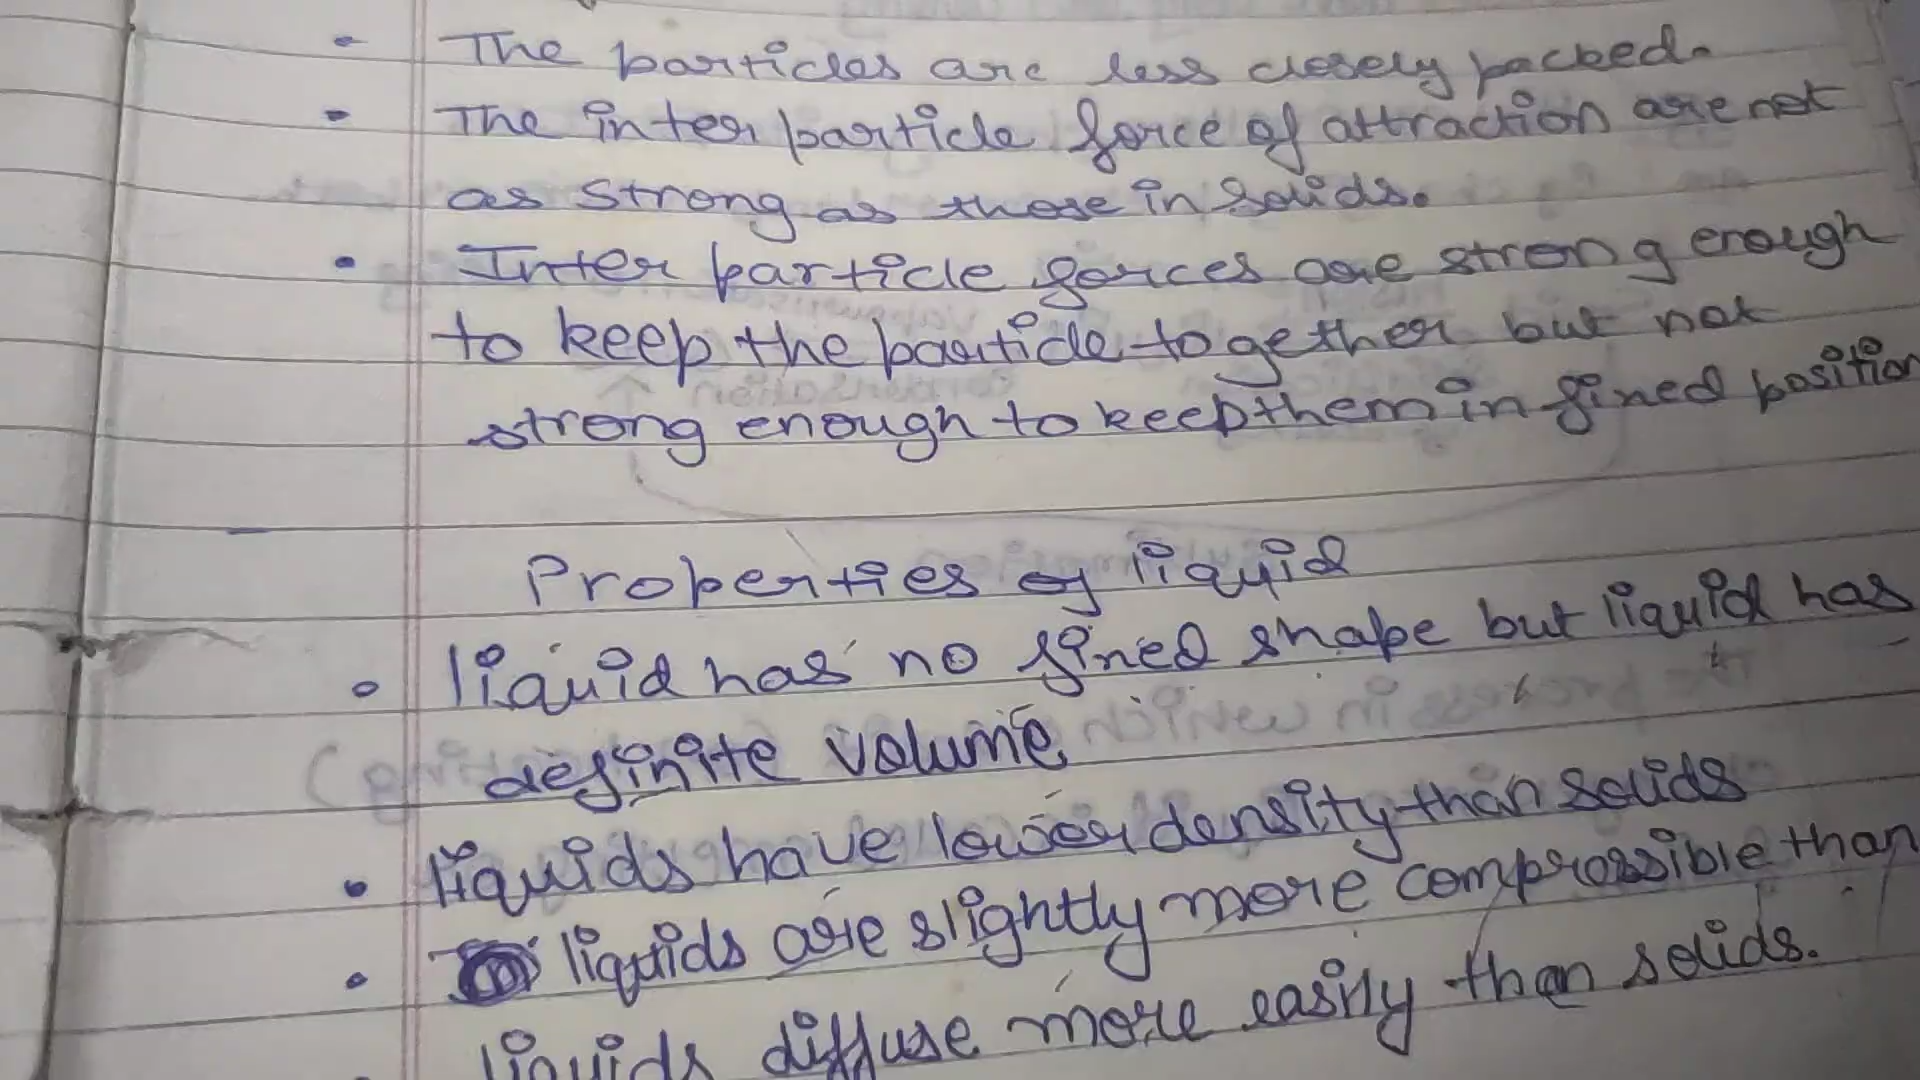 • The particles are less closely packed.
• The inter particle force of attraction are not
as strong as those in solids.
• Inter particle forces are strong enough
to keep the particle together but not
strong enough to keep them in fined position
Properties of liquid
• liquid has no fined shape but liquid has
definite volume
• liquids have lower density than solids
• liquids are slightly more comprossible than
solids.
• liquids diffuse more easily than